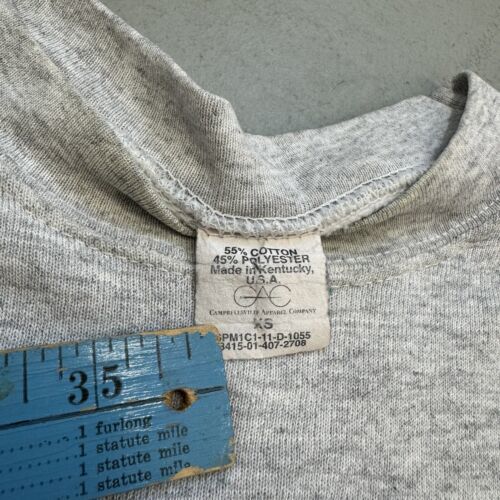 55% COTTON
45% POLYESTER
Made in Kentucky,
U.S.A.
CAC
CAMPBELLSVILLE APPAREL COMPANY
XS
SPM1C1-11-D-1055
8415-01-407-2708
35
1 furlong
1 statute mile
1 statute mile
1 statute mile